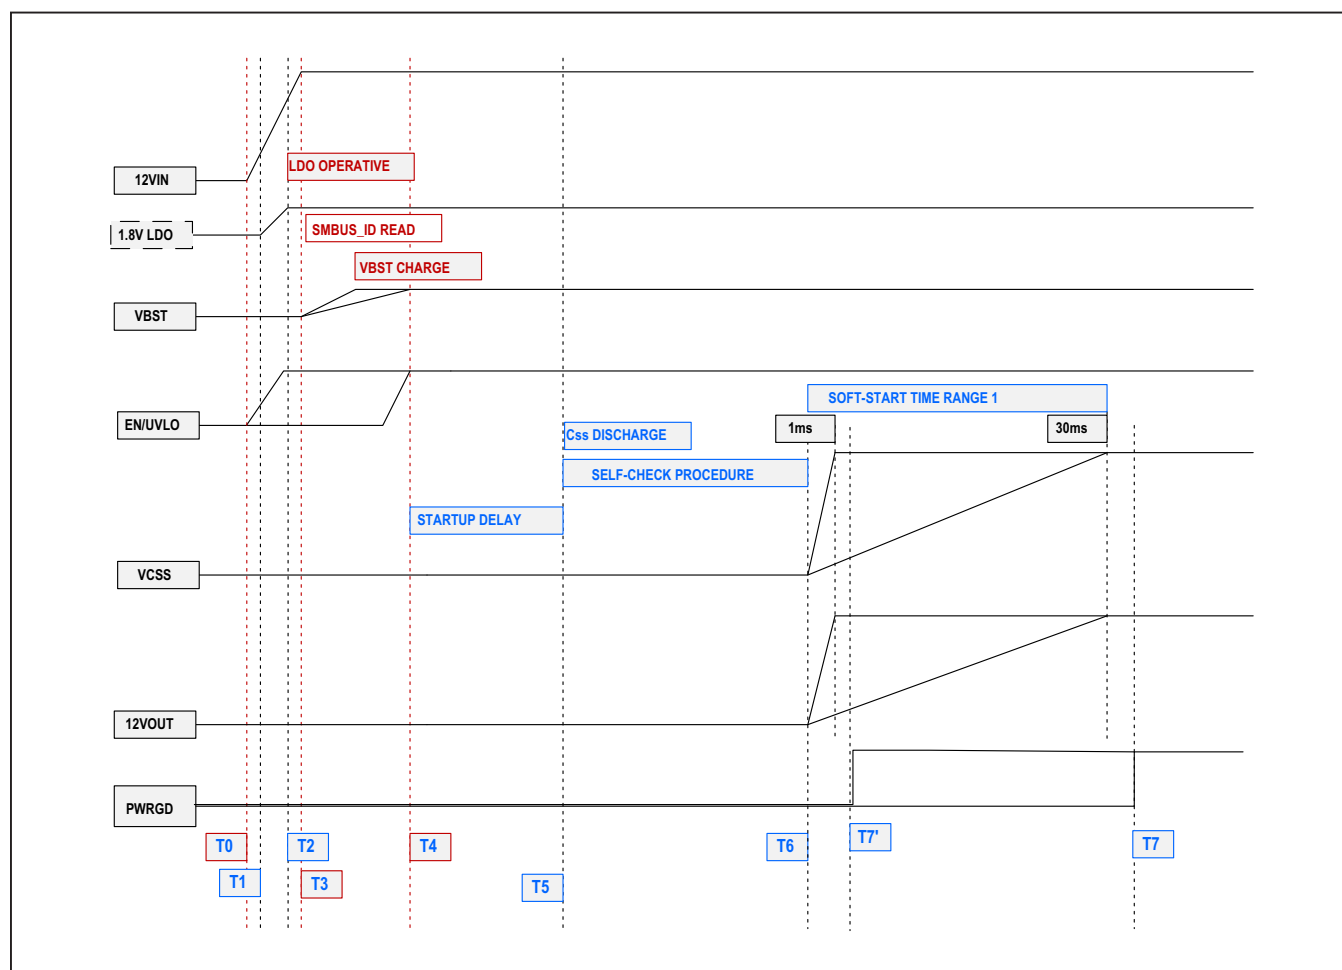 LDO OPERATIVE
12VIN
SMBUS_ID READ
1.8V LDO
VBST CHARGE
VBST
SOFT-START TIME RANGE 1
EN/UVLO
1ms
30ms
Css DISCHARGE
SELF-CHECK PROCEDURE
STARTUP DELAY
VCSS
12VOUT
PWRGD
T0
T2
T4
T6
T7'
T7
T1
T3
T5